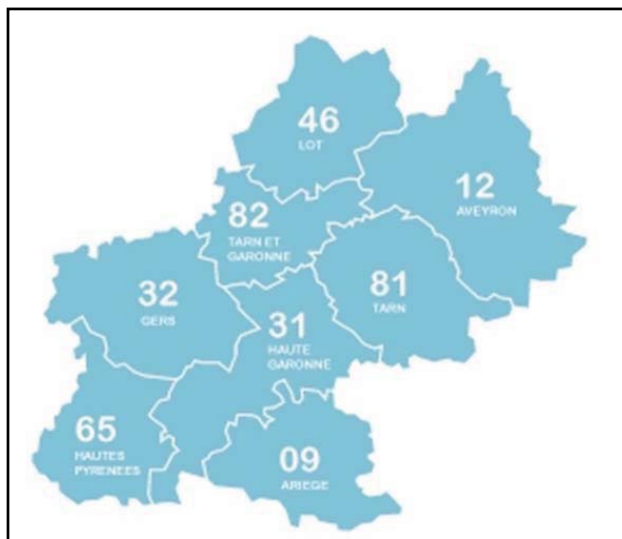 46
LOT
12
AVEYRON
82
TARN ET
GARONNE
81
TARN
32
GERS
31
HAUTE
GARONNE
65
HAUTES
PYRENEES
09
ARIEGE